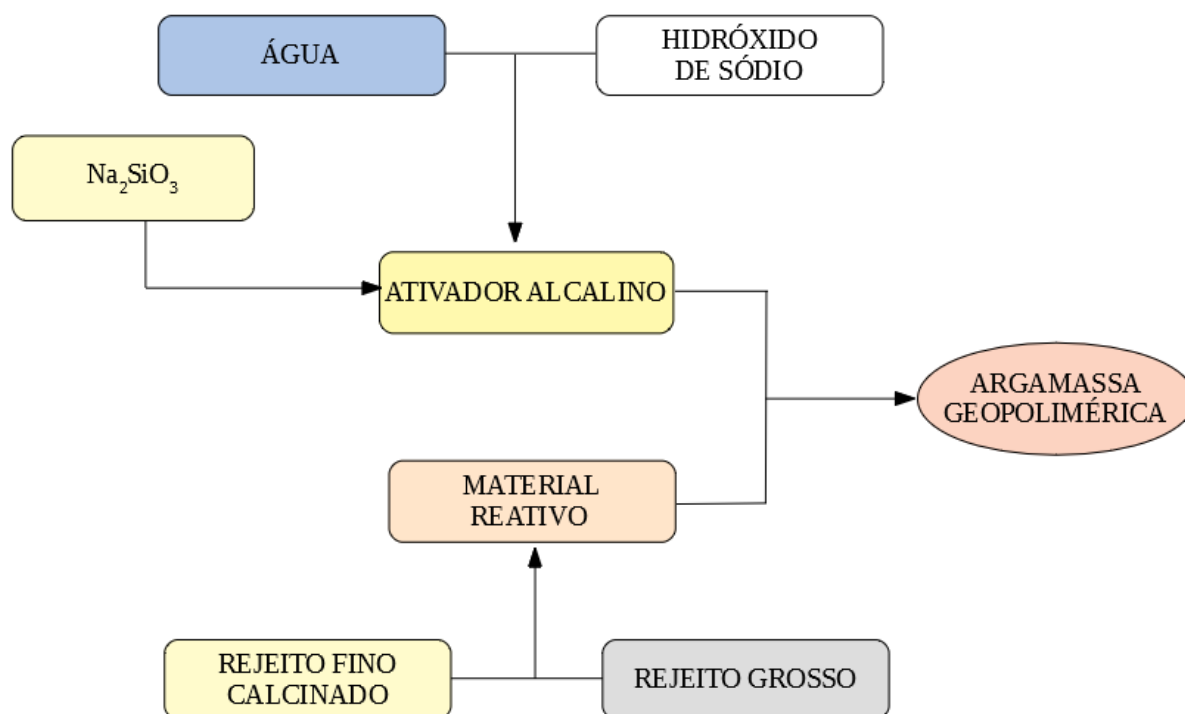 ÁGUA
HIDRÓXIDO
DE SÓDIO
Na₂SiO₃
ATIVADOR ALCALINO
ARGAMASSA
GEOPOLIMÉRICA
MATERIAL
REATIVO
REJEITO FINO
CALCINADO
REJEITO GROSSO